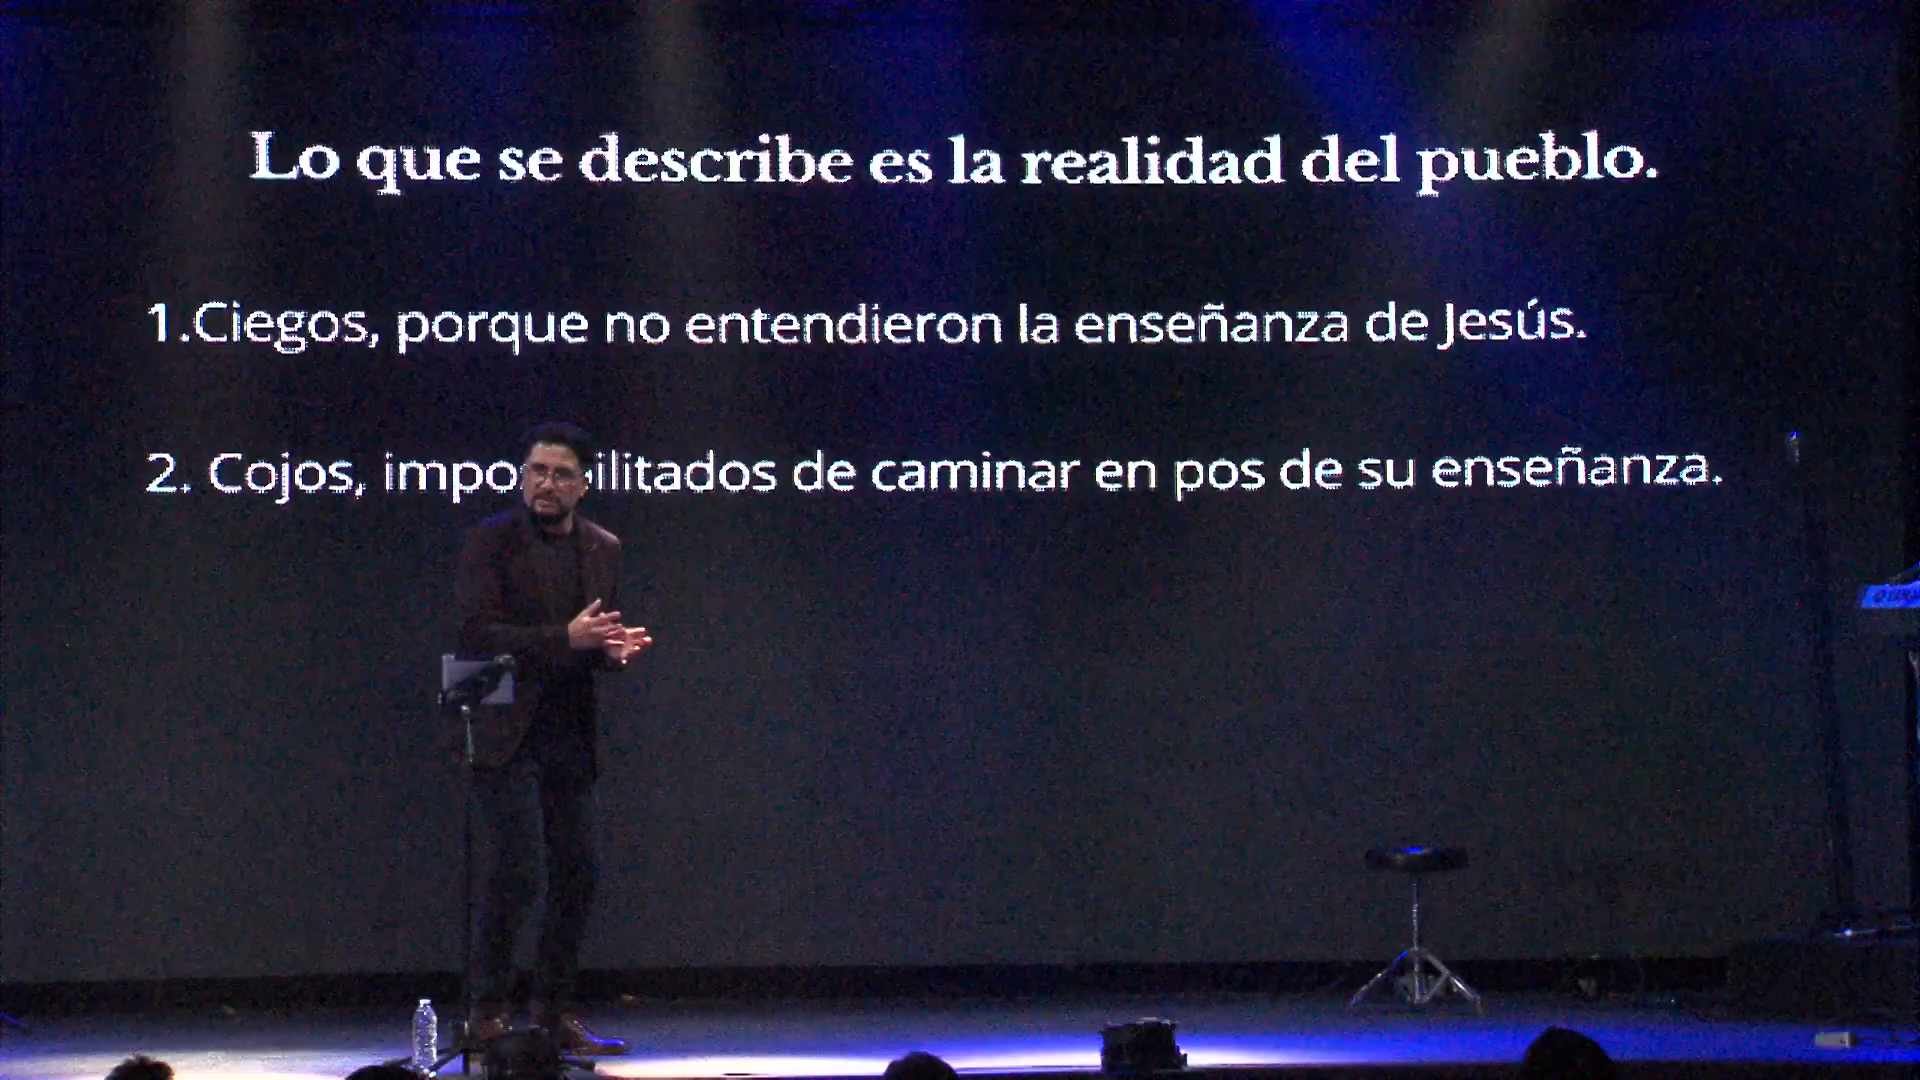 Lo que se describe es la realidad del pueblo.
1.Ciegos, porque no entendieron la enseñanza de Jesús.
2. Cojos, imposibilitados de caminar en pos de su enseñanza.